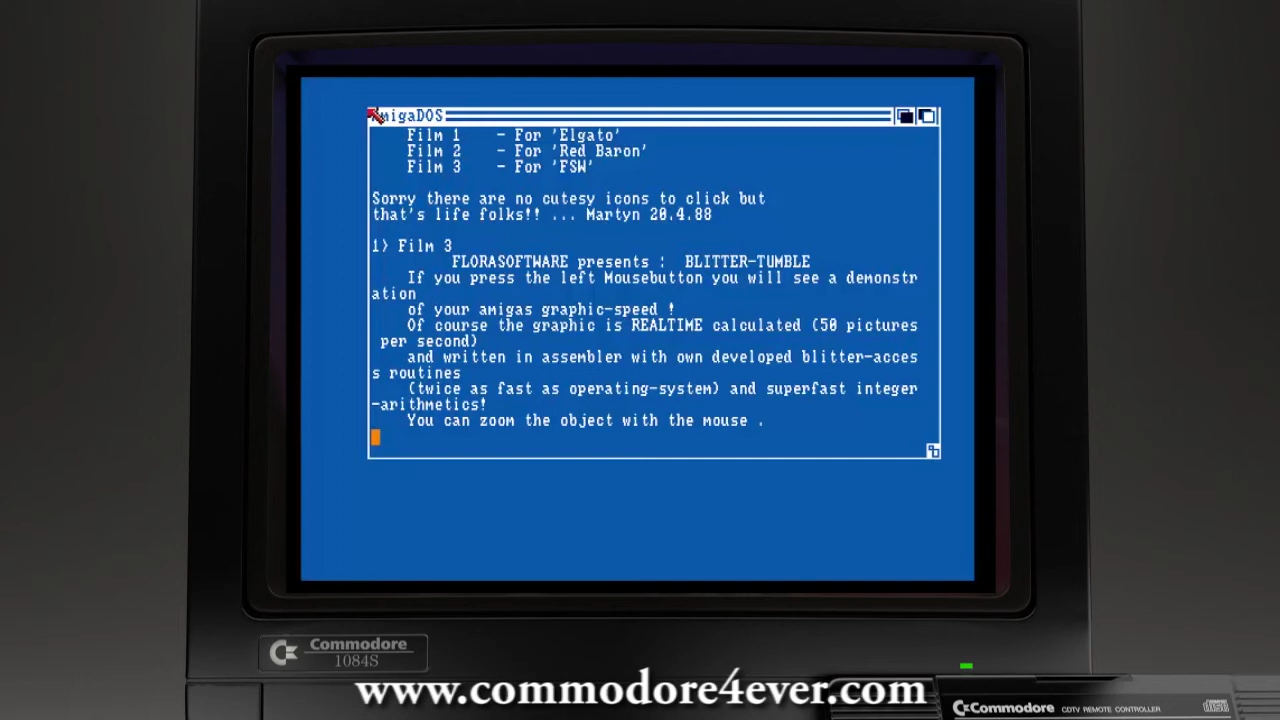 AmigaDOS
Film 1 - For 'Elgato'
Film 2 - For 'Red Baron'
Film 3 - For 'FSW'
Sorry there are no cutesy icons to click but
that's life folks!! ... Martyn 20.4.88
1> Film 3
FLORASOFTWARE presents : BLITTER-TUMBLE
If you press the left Mousebutton you will see a demonstr
ation
of your amigas graphic-speed !
Of course the graphic is REALTIME calculated (50 pictures
per second)
and written in assembler with own developed blitter-acces
s routines
(twice as fast as operating-system) and superfast integer
-arithmetics!
You can zoom the object with the mouse .
Commodore
1084S
www.commodore4ever.com
Commodore CDTV REMOTE CONTROLLER disc